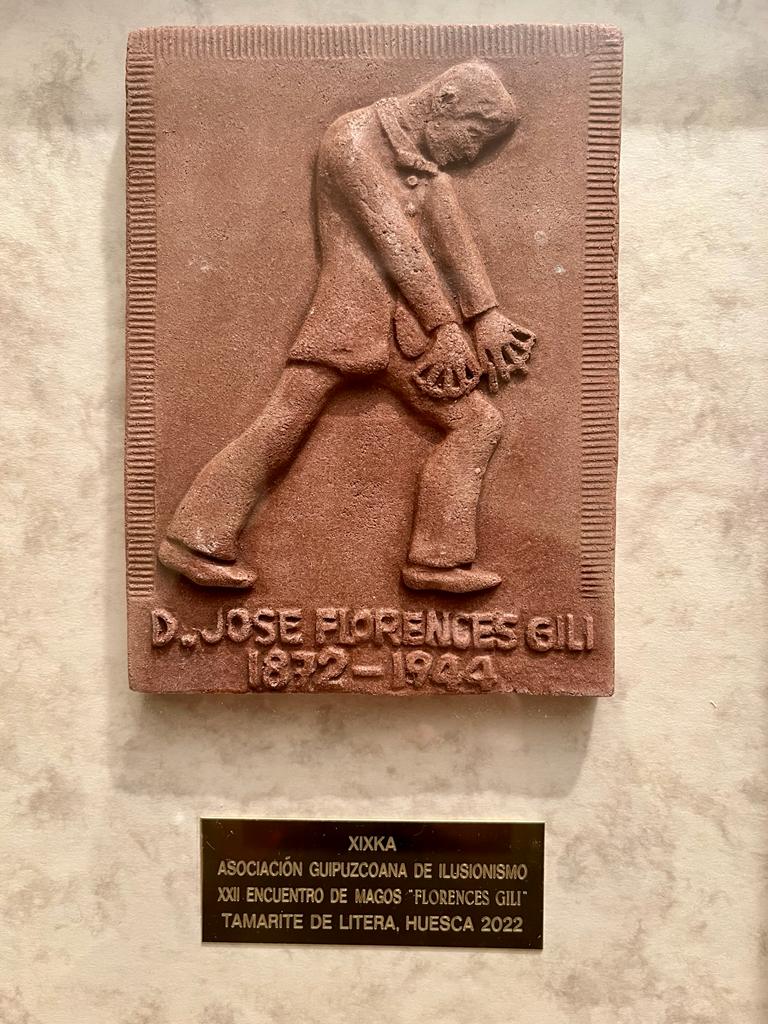 D. JOSE FLORENCES GILI
1872-1944
XIXKA
ASOCIACIÓN GUIPUZCOANA DE ILUSIONISMO
XXII ENCUENTRO DE MAGOS "FLORENCES GILI"
TAMARITE DE LITERA, HUESCA 2022